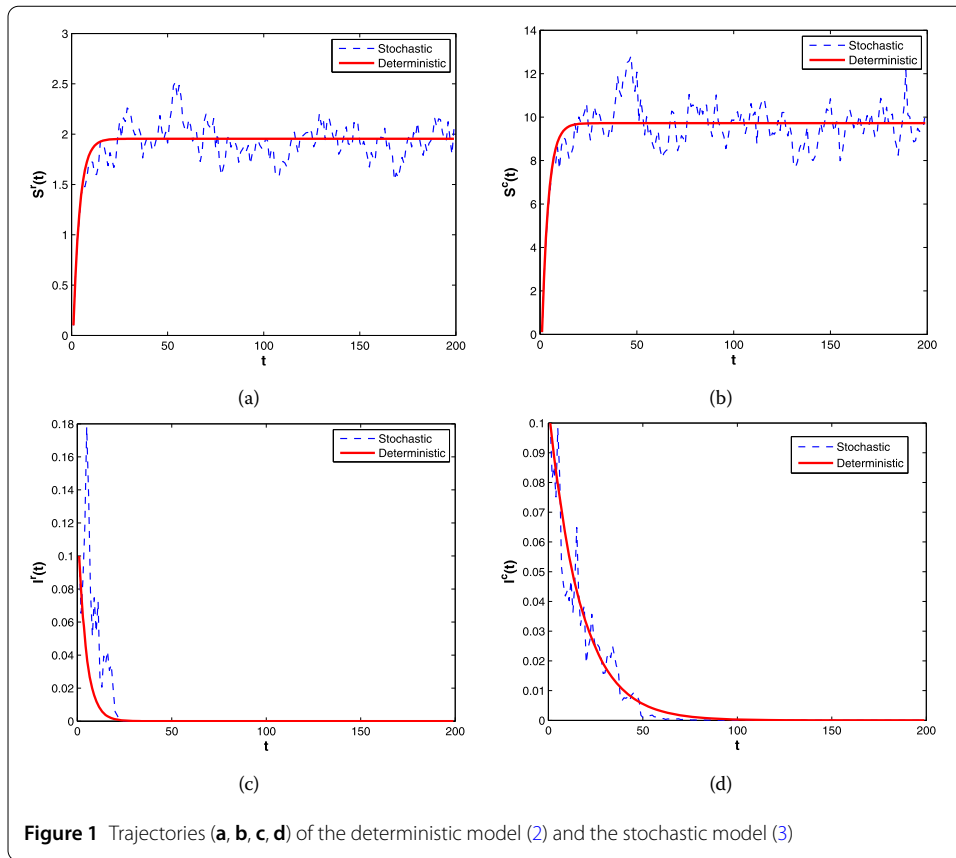 3
2.5
2
1.5
1
0.5
0
S^r(t)
Stochastic
Deterministic
0 50 100 150 200
t
(a)
14
12
10
8
6
4
2
0
S^c(t)
Stochastic
Deterministic
0 50 100 150 200
t
(b)
0.18
0.16
0.14
0.12
0.1
0.08
0.06
0.04
0.02
0
I^r(t)
Stochastic
Deterministic
0 50 100 150 200
t
(c)
0.1
0.09
0.08
0.07
0.06
0.05
0.04
0.03
0.02
0.01
0
I^c(t)
Stochastic
Deterministic
0 50 100 150 200
t
(d)
Figure 1 Trajectories (a, b, c, d) of the deterministic model (2) and the stochastic model (3)